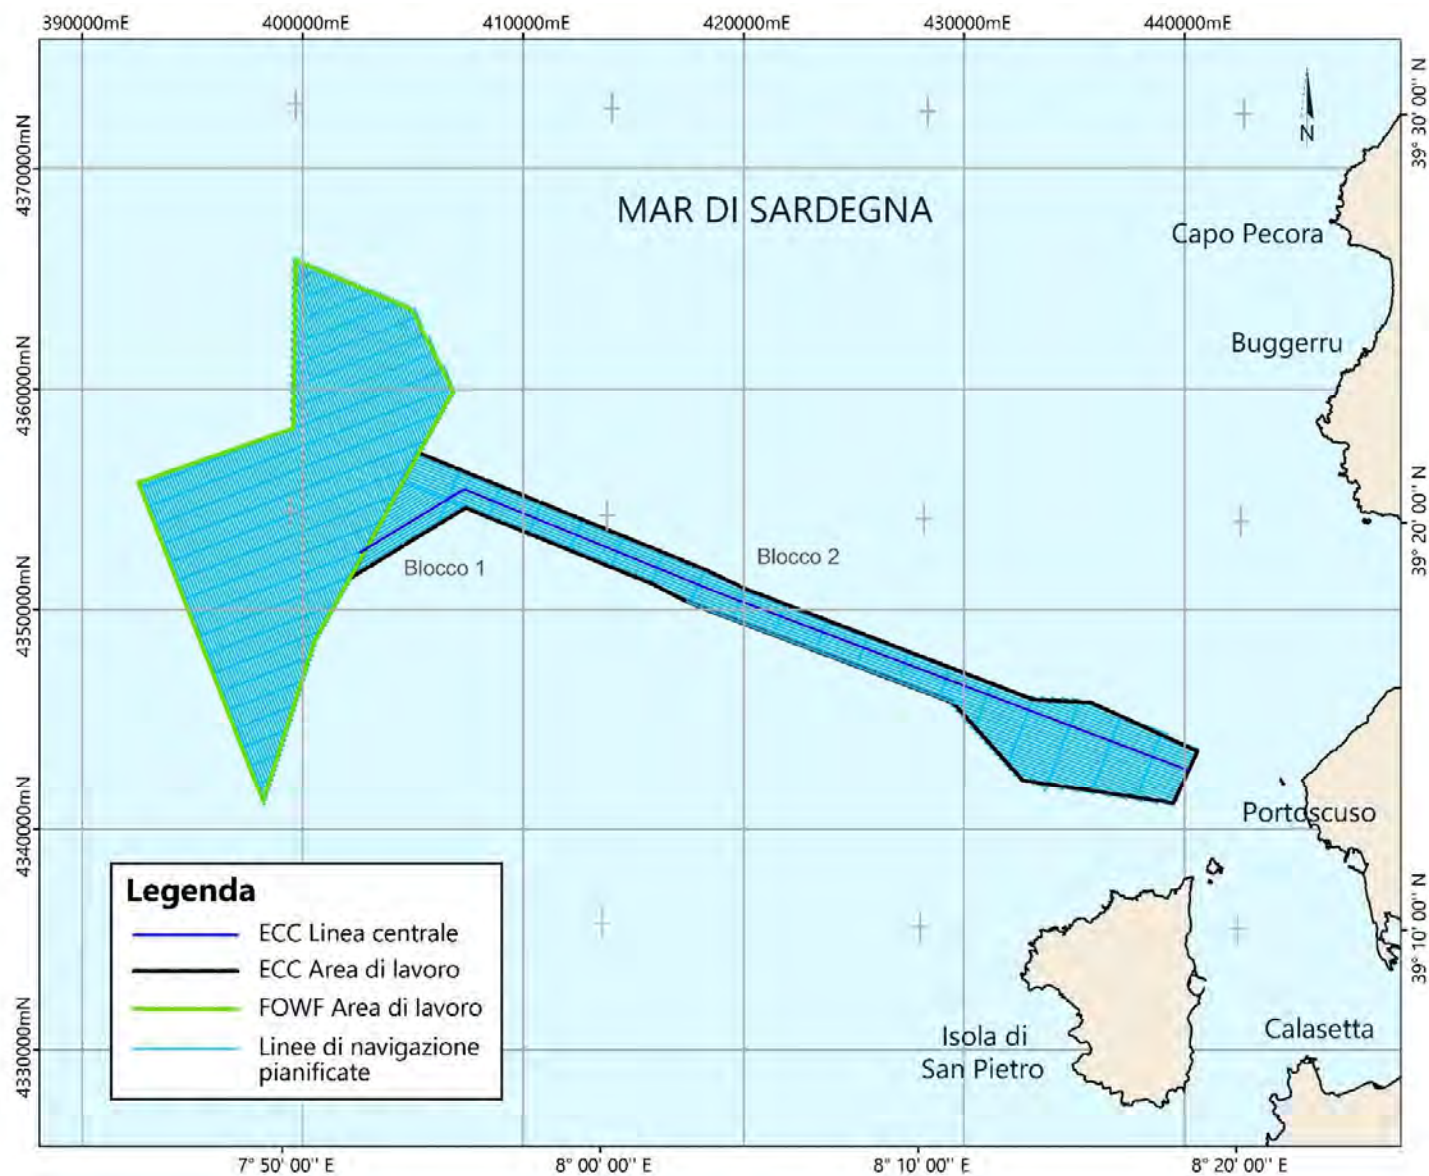 390000mE 400000mE 410000mE 420000mE 430000mE 440000mE
4370000mN
4360000mN
4350000mN
4340000mN
4330000mN
39° 30' 00'' N
39° 20' 00'' N
39° 10' 00'' N
N
MAR DI SARDEGNA
Capo Pecora
Buggerru
Blocco 1
Blocco 2
Portoscuso
Isola di
San Pietro
Calasetta
Legenda
ECC Linea centrale
ECC Area di lavoro
FOWF Area di lavoro
Linee di navigazione
pianificate
7° 50' 00'' E 8° 00' 00'' E 8° 10' 00'' E 8° 20' 00'' E